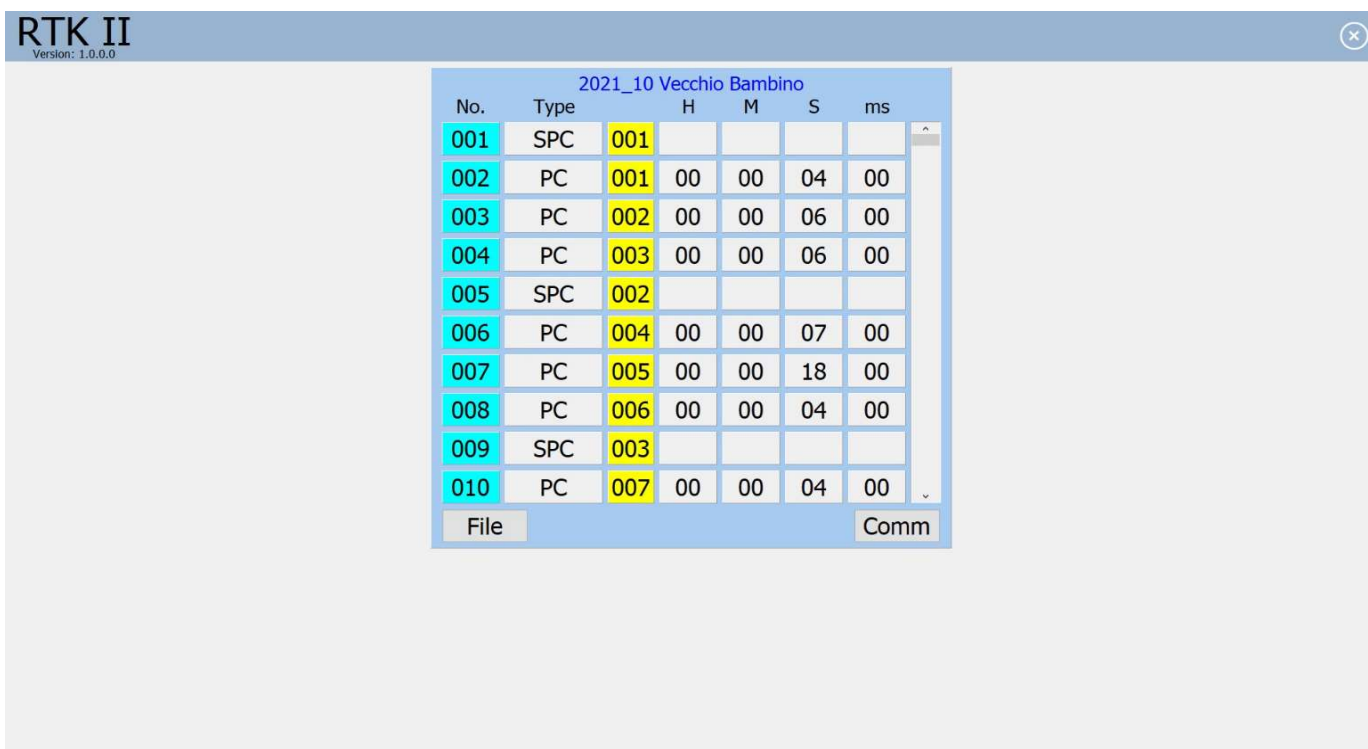 RTK II
Version: 1.0.0.0
2021_10 Vecchio Bambino
No. Type H M S ms
001 SPC 001
002 PC 001 00 00 04 00
003 PC 002 00 00 06 00
004 PC 003 00 00 06 00
005 SPC 002
006 PC 004 00 00 07 00
007 PC 005 00 00 18 00
008 PC 006 00 00 04 00
009 SPC 003
010 PC 007 00 00 04 00
File Comm